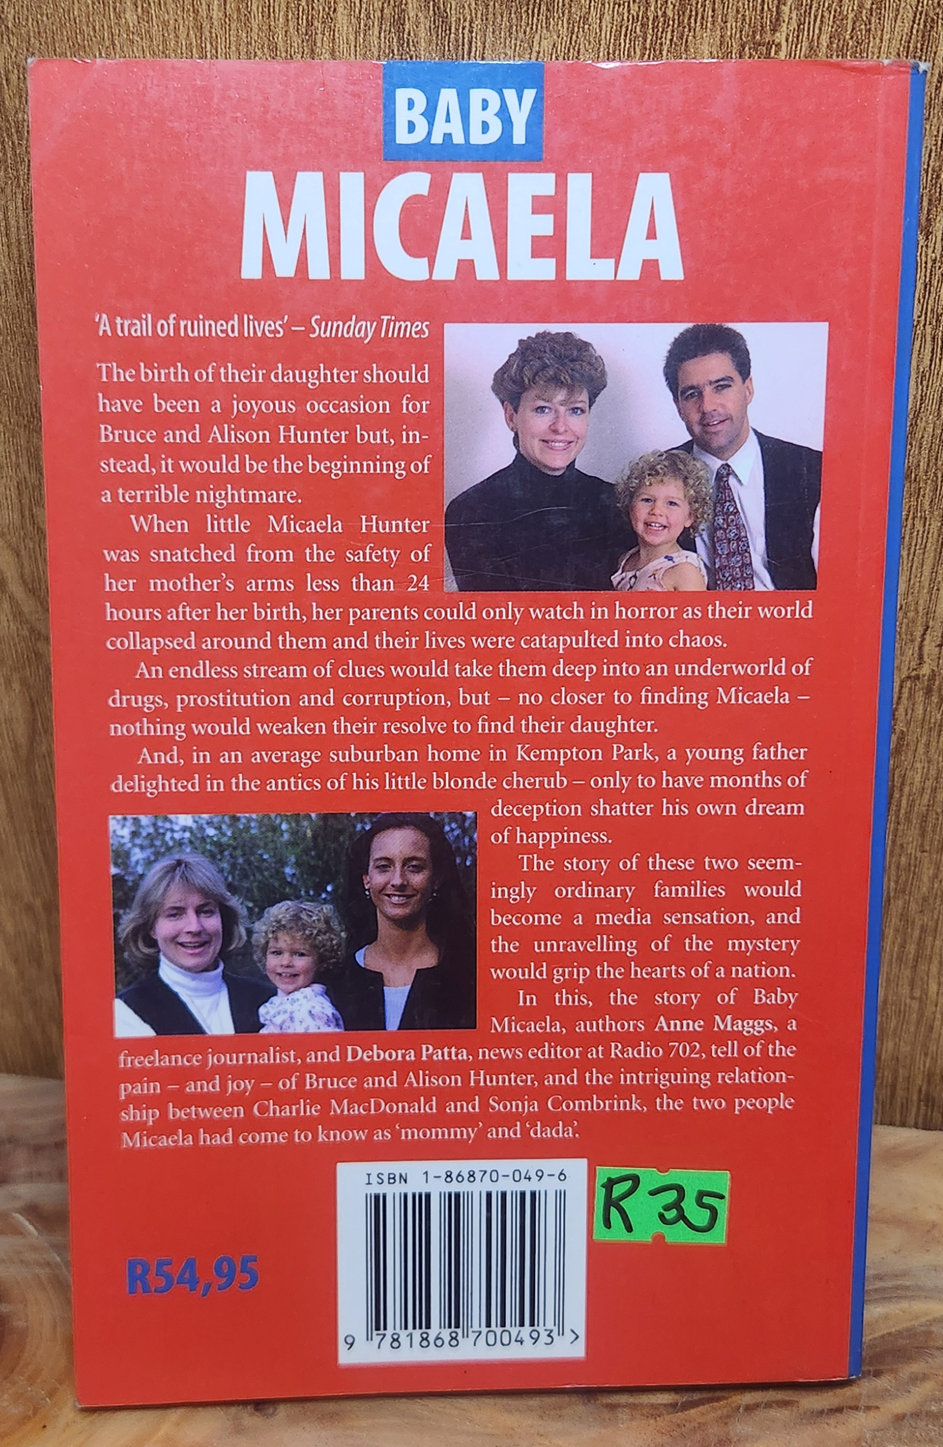 BABY
MICAELA
'A trail of ruined lives' – Sunday Times
The birth of their daughter should
have been a joyous occasion for
Bruce and Alison Hunter but, in-
stead, it would be the beginning of
a terrible nightmare.
When little Micaela Hunter
was snatched from the safety of
her mother's arms less than 24
hours after her birth, her parents could only watch in horror as their world
collapsed around them and their lives were catapulted into chaos.
An endless stream of clues would take them deep into an underworld of
drugs, prostitution and corruption, but – no closer to finding Micaela –
nothing would weaken their resolve to find their daughter.
And, in an average suburban home in Kempton Park, a young father
delighted in the antics of his little blonde cherub – only to have months of
deception shatter his own dream
of happiness.
The story of these two seem-
ingly ordinary families would
become a media sensation, and
the unravelling of the mystery
would grip the hearts of a nation.
In this, the story of Baby
Micaela, authors Anne Maggs, a
freelance journalist, and Debora Patta, news editor at Radio 702, tell of the
pain – and joy – of Bruce and Alison Hunter, and the intriguing relation-
ship between Charlie MacDonald and Sonja Combrink, the two people
Micaela had come to know as 'mommy' and 'dada'.
ISBN 1-86870-049-6
R 35
R54,95
9 781868 700493 >